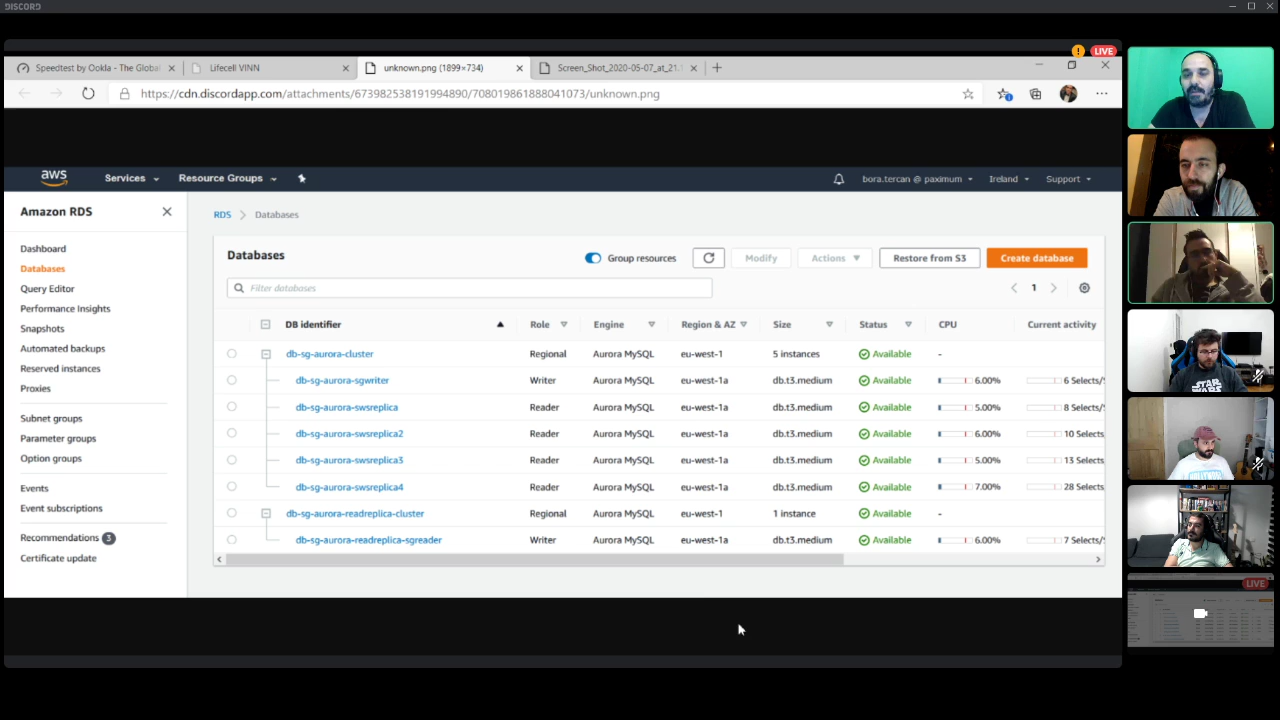 DISCORD
LIVE
Speedtest by Ookla - The Global
Lifecell VINN
unknown.png (1899×734)
Screen_Shot_2020-05-07_at_21.
https://cdn.discordapp.com/attachments/673982538191994890/708019861888041073/unknown.png
aws
Services
Resource Groups
bora.tercan @ paximum
Ireland
Support
Amazon RDS
Dashboard
Databases
Query Editor
Performance Insights
Snapshots
Automated backups
Reserved instances
Proxies
Subnet groups
Parameter groups
Option groups
Events
Event subscriptions
Recommendations 3
Certificate update
RDS > Databases
Databases
Group resources
Modify
Actions
Restore from S3
Create database
Filter databases
1
DB identifier Role Engine Region & AZ Size Status CPU Current activity
db-sg-aurora-cluster Regional Aurora MySQL eu-west-1 5 instances Available -
db-sg-aurora-sgwriter Writer Aurora MySQL eu-west-1a db.t3.medium Available 6.00% 6 Selects/S
db-sg-aurora-swsreplica Reader Aurora MySQL eu-west-1a db.t3.medium Available 5.00% 8 Selects/S
db-sg-aurora-swsreplica2 Reader Aurora MySQL eu-west-1a db.t3.medium Available 6.00% 10 Selects
db-sg-aurora-swsreplica3 Reader Aurora MySQL eu-west-1a db.t3.medium Available 5.00% 13 Selects
db-sg-aurora-swsreplica4 Reader Aurora MySQL eu-west-1a db.t3.medium Available 7.00% 28 Selects
db-sg-aurora-readreplica-cluster Regional Aurora MySQL eu-west-1 1 instance Available -
db-sg-aurora-readreplica-sgreader Writer Aurora MySQL eu-west-1a db.t3.medium Available 6.00% 7 Selects/S
STAR
WARS
LIVE